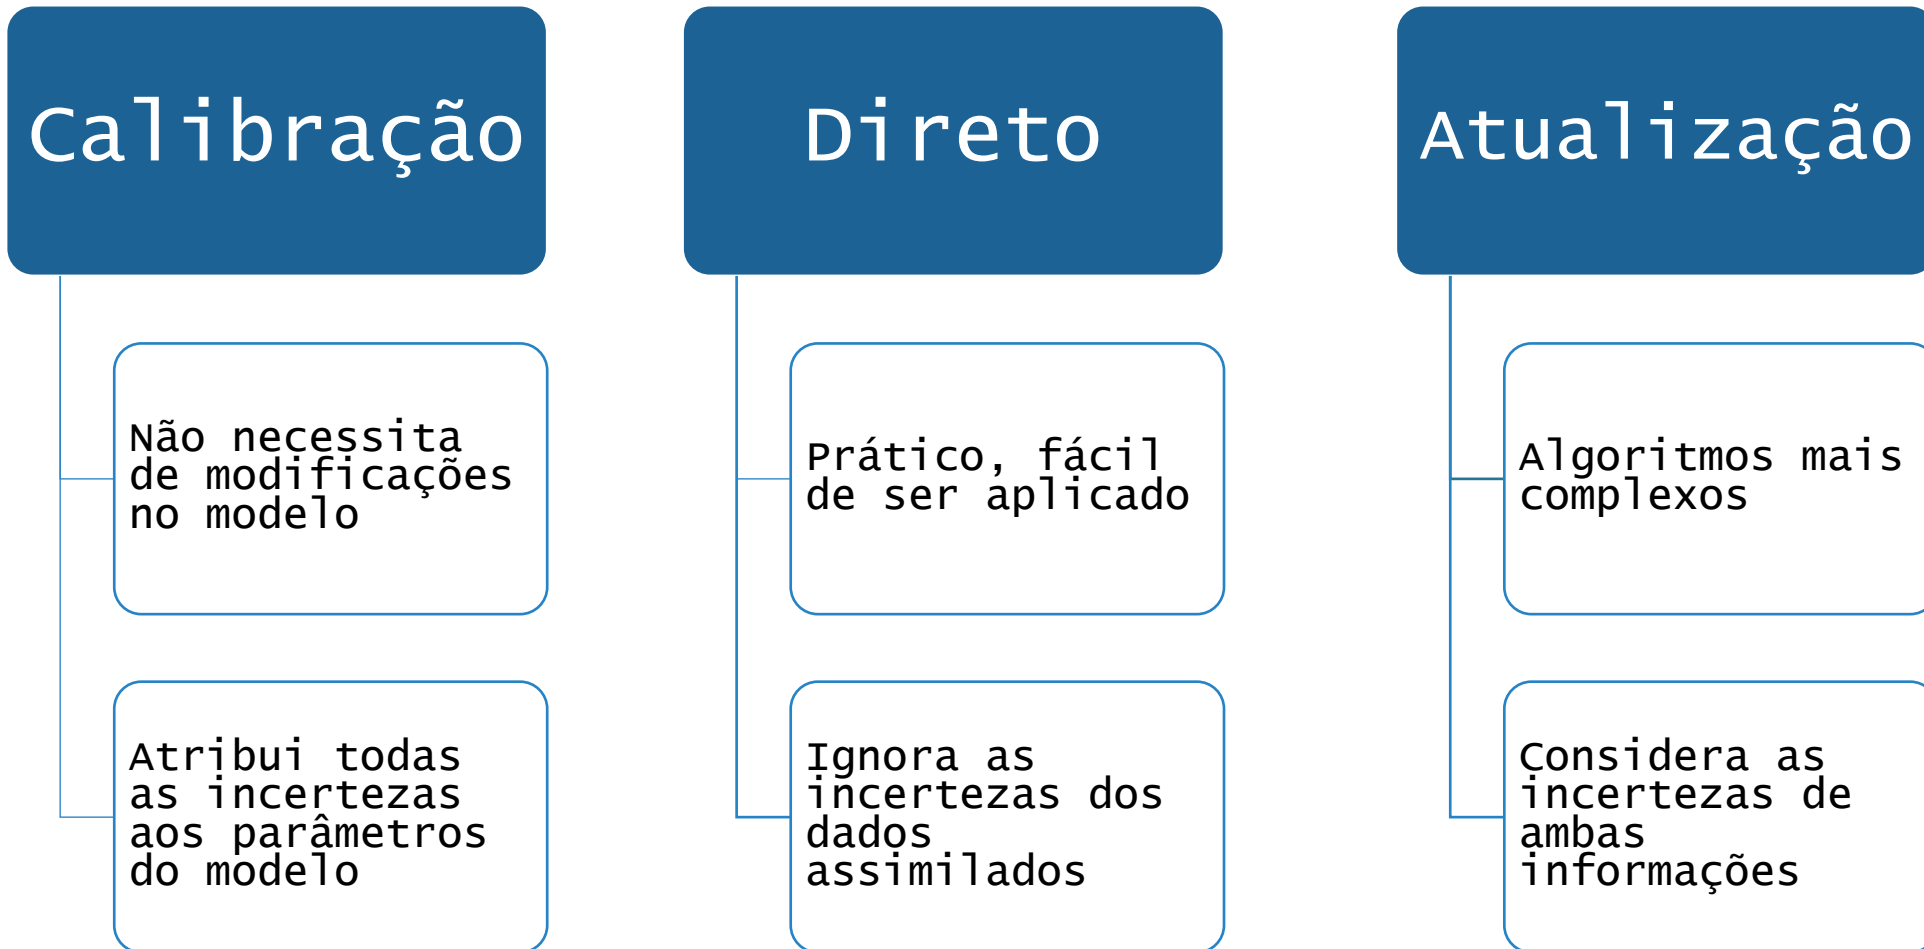 Calibração
Não necessita
de modificações
no modelo
Atribui todas
as incertezas
aos parâmetros
do modelo
Direto
Prático, fácil
de ser aplicado
Ignora as
incertezas dos
dados
assimilados
Atualização
Algoritmos mais
complexos
Considera as
incertezas de
ambas
informações